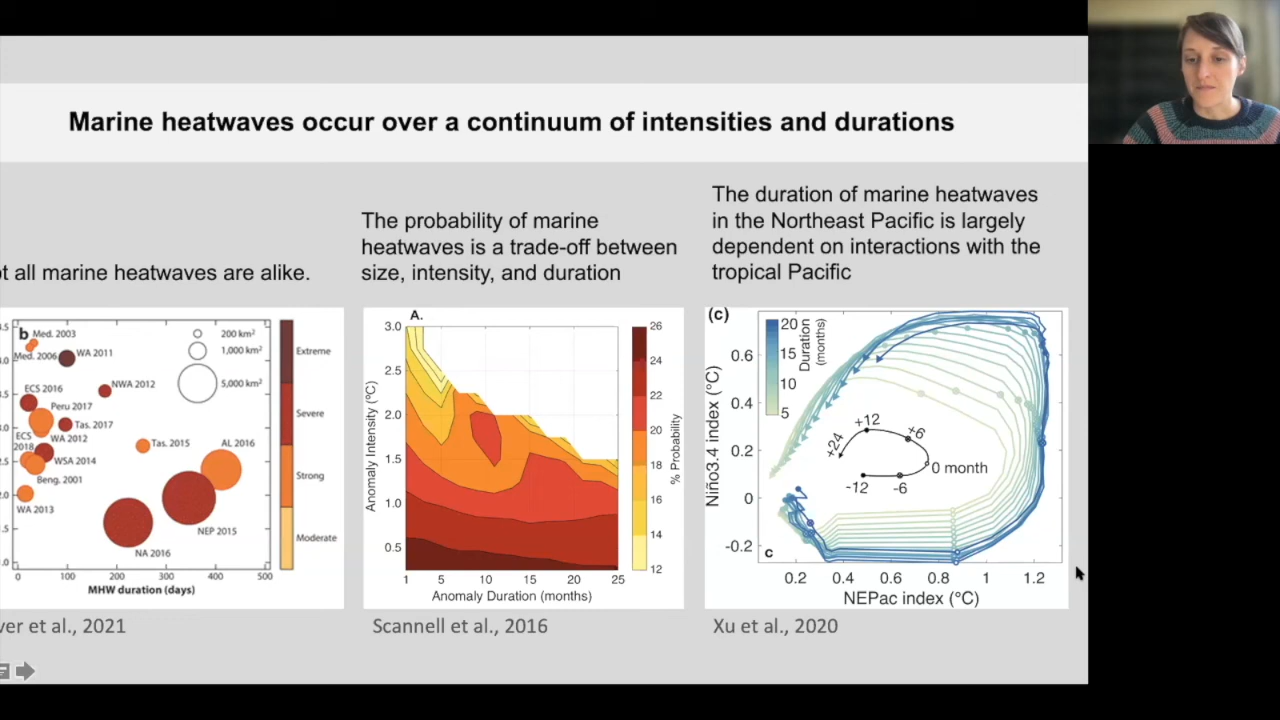 Marine heatwaves occur over a continuum of intensities and durations
all marine heatwaves are alike.
The probability of marine
heatwaves is a trade-off between
size, intensity, and duration
The duration of marine heatwaves
in the Northeast Pacific is largely
dependent on interactions with the
tropical Pacific
b
Med. 2003
Med. 2006
WA 2011
NWA 2012
ECS 2016
Peru 2017
Tas. 2017
ECS
2018
WA 2012
WSA 2014
Tas. 2015
AL 2016
Beng. 2001
WA 2013
NEP 2015
NA 2016
200 km²
1,000 km²
5,000 km²
Extreme
Severe
Strong
Moderate
0
100
200
300
400
500
MHW duration (days)
A.
3.0
2.5
2.0
1.5
1.0
0.5
Anomaly Intensity (°C)
1
5
10
15
20
25
Anomaly Duration (months)
26
24
22
20
18
16
14
12
% Probability
(c)
20
15
10
5
Duration
(months)
0.6
0.4
0.2
0
-0.2
Niño3.4 index (°C)
+24
+12
+6
0 month
-12
-6
c
0.2
0.4
0.6
0.8
1
1.2
NEPac index (°C)
et al., 2021
Scannell et al., 2016
Xu et al., 2020